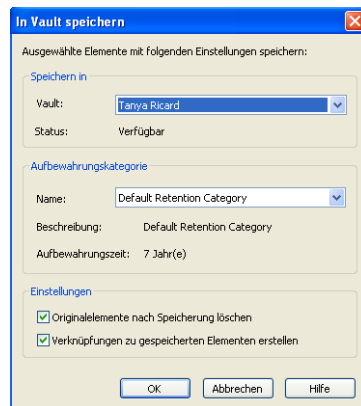 In Vault speichern
Ausgewählte Elemente mit folgenden Einstellungen speichern:
Speichern in
Vault: Tanya Ricard
Status: Verfügbar
Aufbewahrungskategorie
Name: Default Retention Category
Beschreibung: Default Retention Category
Aufbewahrungszeit: 7 Jahr(e)
Einstellungen
Originalelemente nach Speicherung löschen
Verknüpfungen zu gespeicherten Elementen erstellen
OK Abbrechen Hilfe